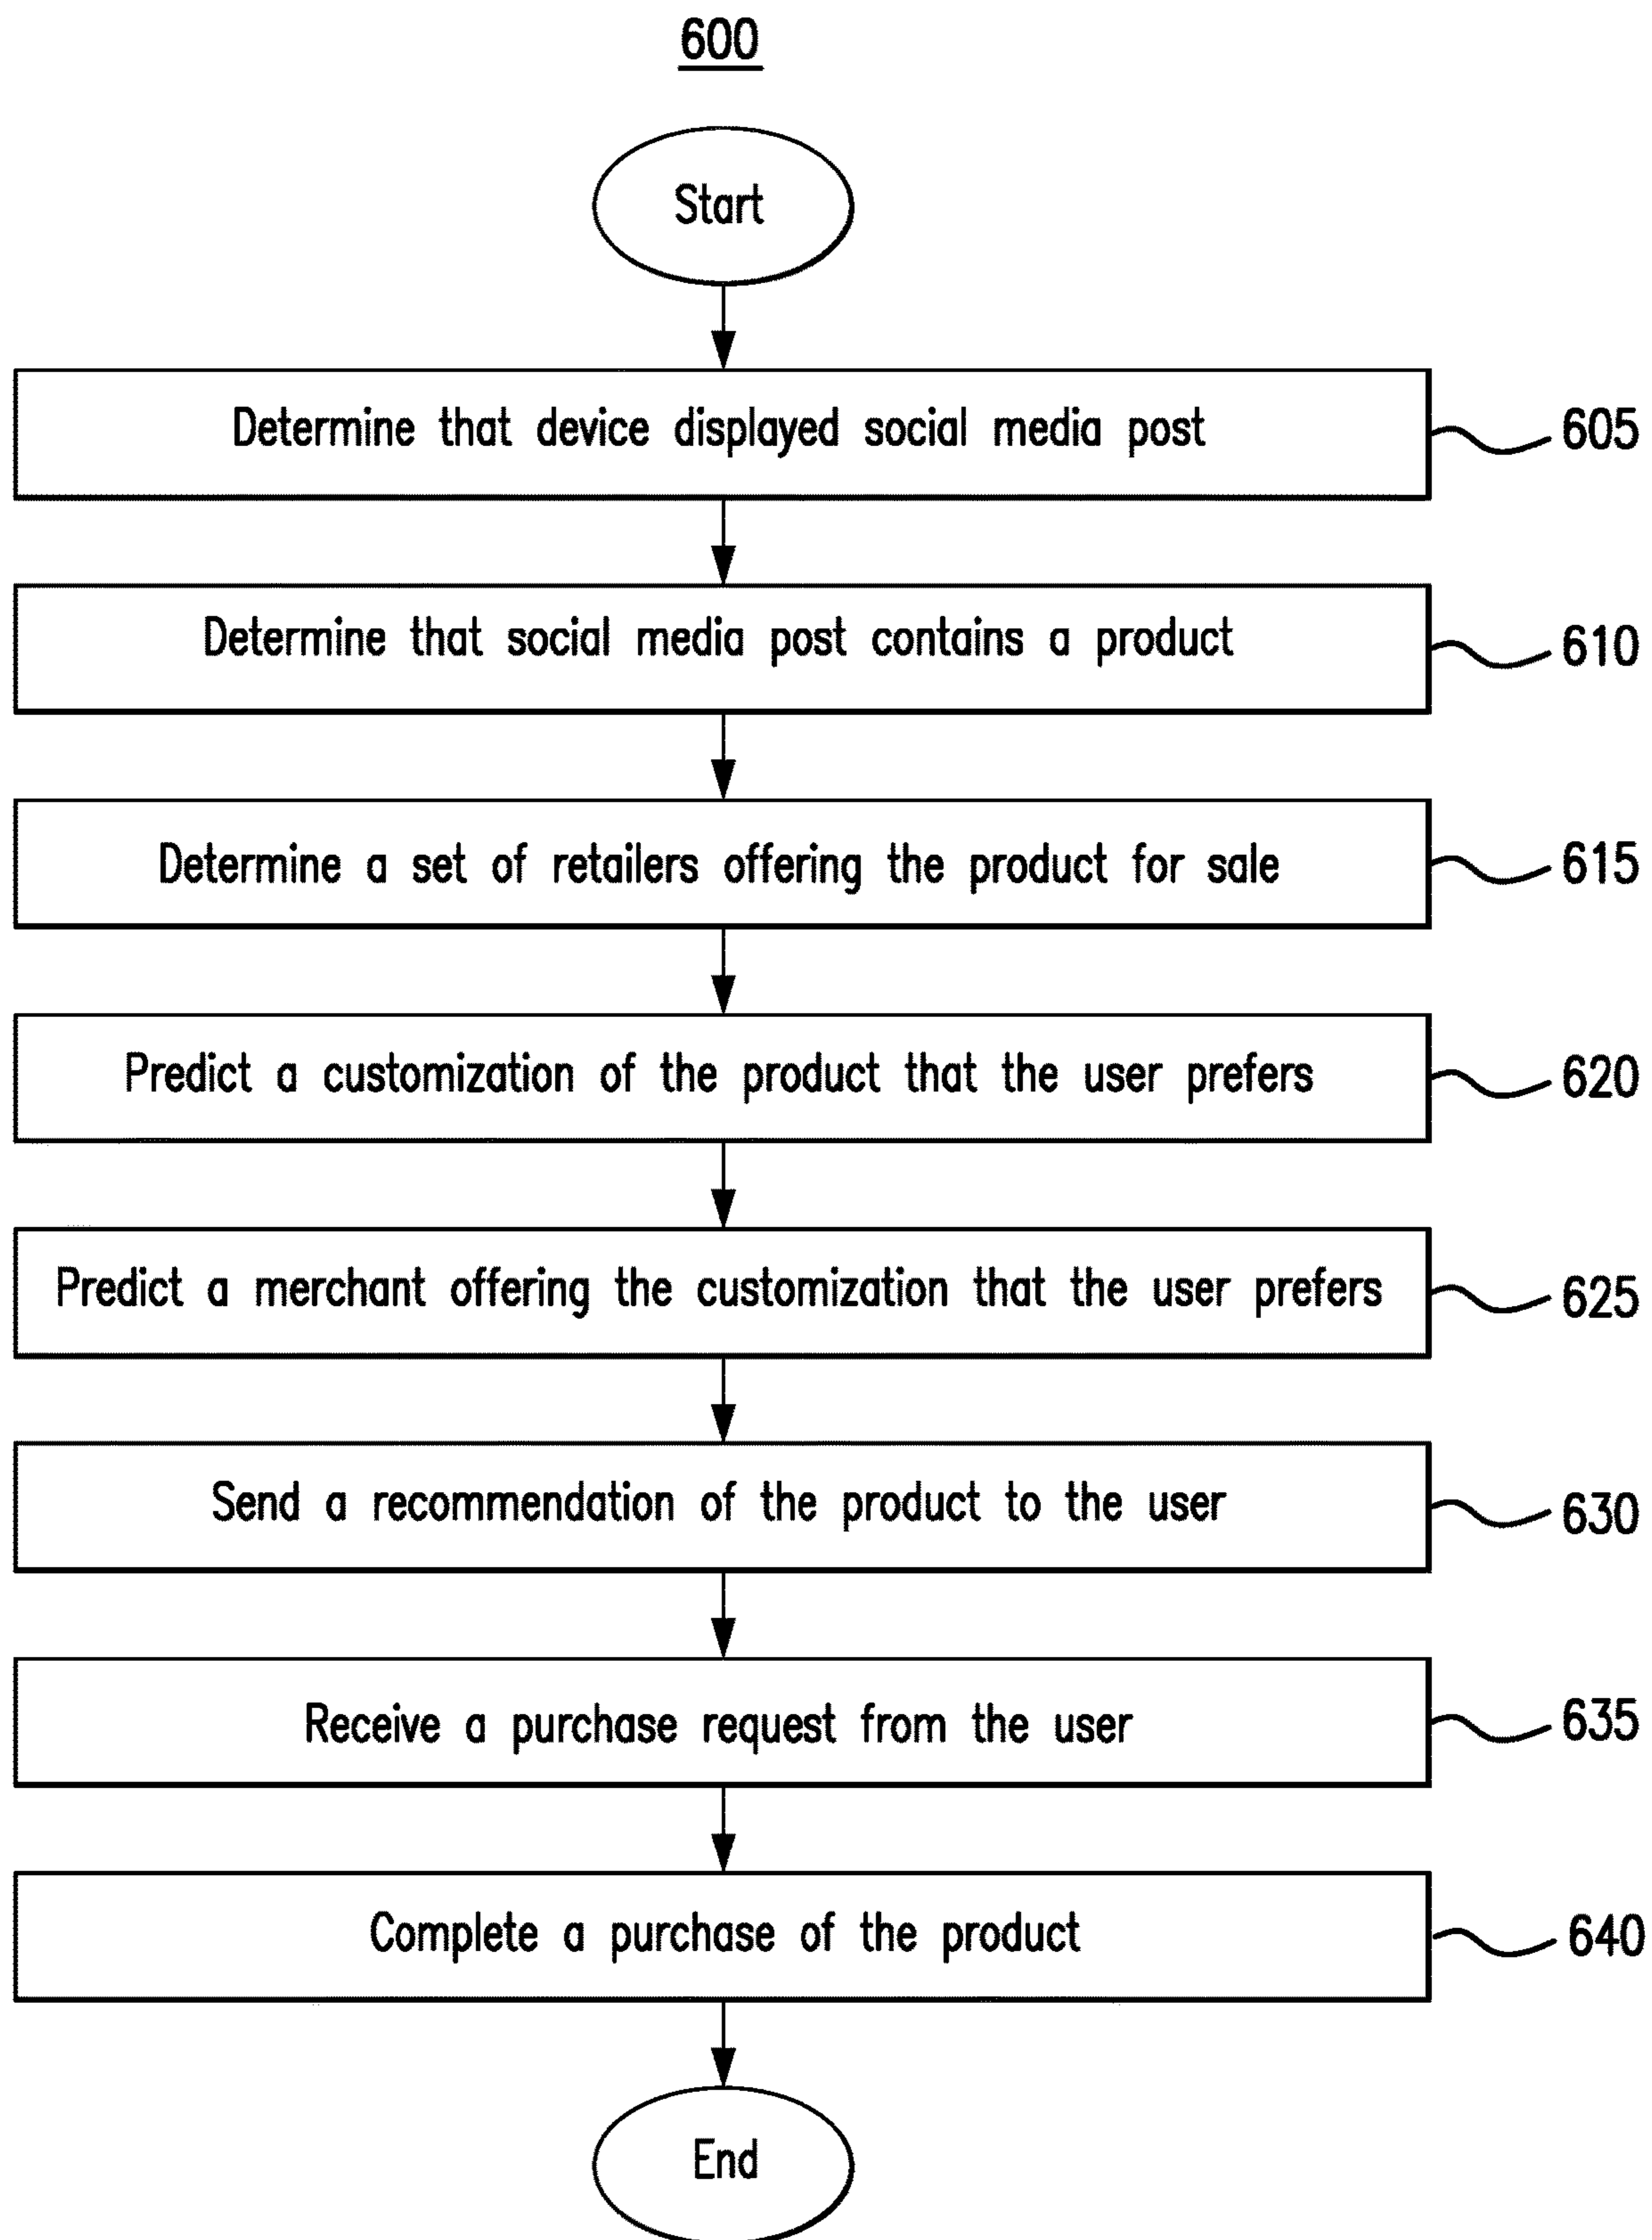 600
Start
Determine that device displayed social media post
605
Determine that social media post contains a product
610
Determine a set of retailers offering the product for sale
615
Predict a customization of the product that the user prefers
620
Predict a merchant offering the customization that the user prefers
625
Send a recommendation of the product to the user
630
Receive a purchase request from the user
635
Complete a purchase of the product
640
End